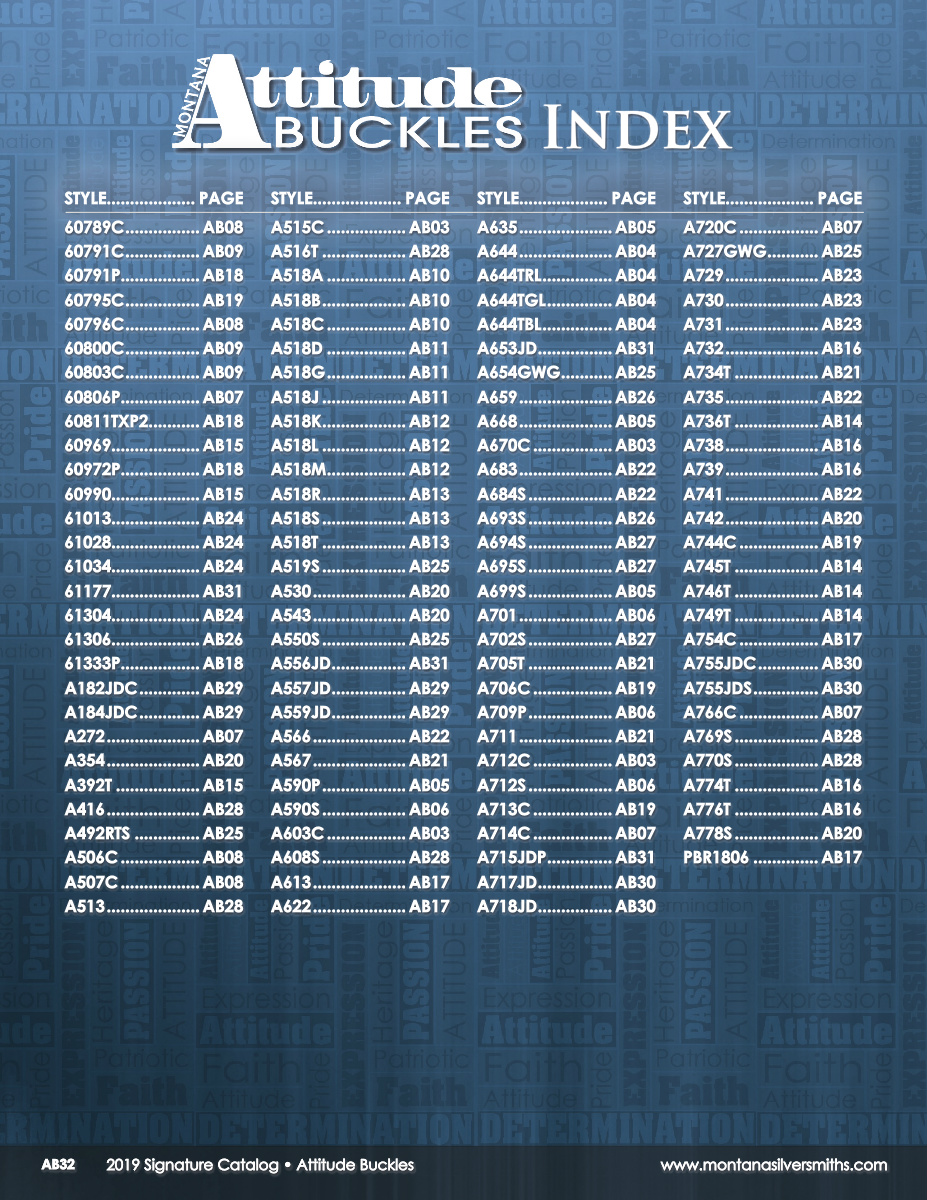 MONTANA Attitude BUCKLES INDEX
STYLE................... PAGE
60789C................ AB08
60791C................ AB09
60791P................. AB18
60795C................ AB19
60796C................ AB08
60800C................ AB09
60803C................ AB09
60806P................. AB07
60811TXP2........... AB18
60969................... AB15
60972P................. AB18
60990................... AB15
61013................... AB24
61028................... AB24
61034................... AB24
61177................... AB31
61304................... AB24
61306................... AB26
61333P................. AB18
A182JDC............. AB29
A184JDC............. AB29
A272.................... AB07
A354.................... AB20
A392T .................. AB15
A416.................... AB28
A492RTS .............. AB25
A506C ................. AB08
A507C ................. AB08
A513.................... AB28
STYLE................... PAGE
A515C ................. AB03
A516T .................. AB28
A518A ................. AB10
A518B.................. AB10
A518C ................. AB10
A518D ................. AB11
A518G................. AB11
A518J .................. AB11
A518K.................. AB12
A518L .................. AB12
A518M................. AB12
A518R.................. AB13
A518S.................. AB13
A518T .................. AB13
A519S.................. AB25
A530.................... AB20
A543.................... AB20
A550S.................. AB25
A556JD................ AB31
A557JD................ AB29
A559JD................ AB29
A566.................... AB22
A567.................... AB21
A590P.................. AB05
A590S.................. AB06
A603C ................. AB03
A608S.................. AB28
A613.................... AB17
A622.................... AB17
STYLE................... PAGE
A635.................... AB05
A644.................... AB04
A644TRL............... AB04
A644TGL.............. AB04
A644TBL............... AB04
A653JD................ AB31
A654GWG........... AB25
A659.................... AB26
A668.................... AB05
A670C ................. AB03
A683.................... AB22
A684S.................. AB22
A693S.................. AB26
A694S.................. AB27
A695S.................. AB27
A699S.................. AB05
A701.................... AB06
A702S.................. AB27
A705T .................. AB21
A706C ................. AB19
A709P.................. AB06
A711.................... AB21
A712C ................. AB03
A712S.................. AB06
A713C ................. AB19
A714C ................. AB07
A715JDP.............. AB31
A717JD................ AB30
A718JD................ AB30
STYLE................... PAGE
A720C ................. AB07
A727GWG........... AB25
A729.................... AB23
A730.................... AB23
A731.................... AB23
A732.................... AB16
A734T .................. AB21
A735.................... AB22
A736T .................. AB14
A738.................... AB16
A739.................... AB16
A741.................... AB22
A742.................... AB20
A744C ................. AB19
A745T .................. AB14
A746T .................. AB14
A749T .................. AB14
A754C ................. AB17
A755JDC............. AB30
A755JDS.............. AB30
A766C ................. AB07
A769S.................. AB28
A770S.................. AB28
A774T .................. AB16
A776T .................. AB16
A778S.................. AB20
PBR1806 .............. AB17
AB32 2019 Signature Catalog • Attitude Buckles www.montanasilversmiths.com